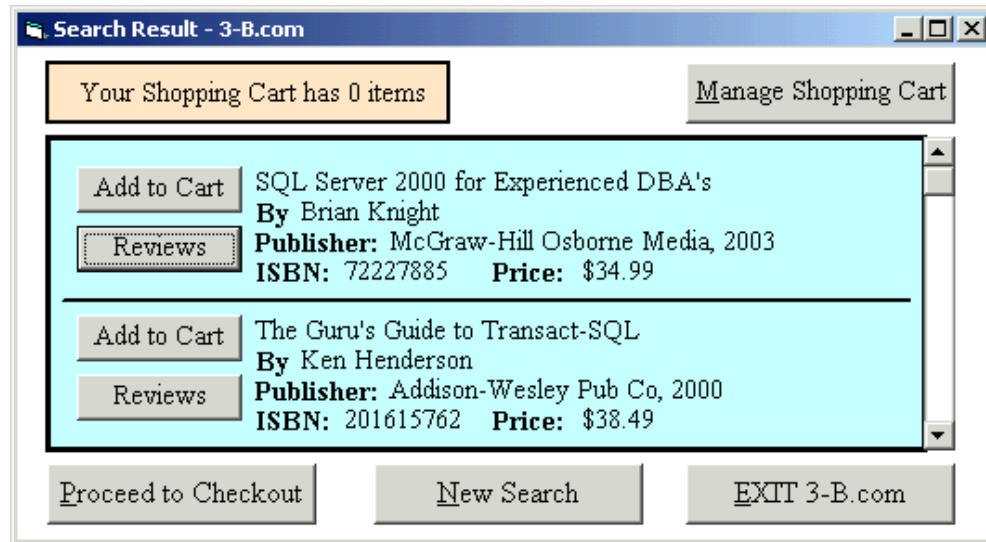 Search Result - 3-B.com
Your Shopping Cart has 0 items
Manage Shopping Cart
Add to Cart
SQL Server 2000 for Experienced DBA's
By Brian Knight
Reviews
Publisher: McGraw-Hill Osborne Media, 2003
ISBN: 72227885 Price: $34.99
Add to Cart
The Guru's Guide to Transact-SQL
By Ken Henderson
Reviews
Publisher: Addison-Wesley Pub Co, 2000
ISBN: 201615762 Price: $38.49
Proceed to Checkout
New Search
EXIT 3-B.com